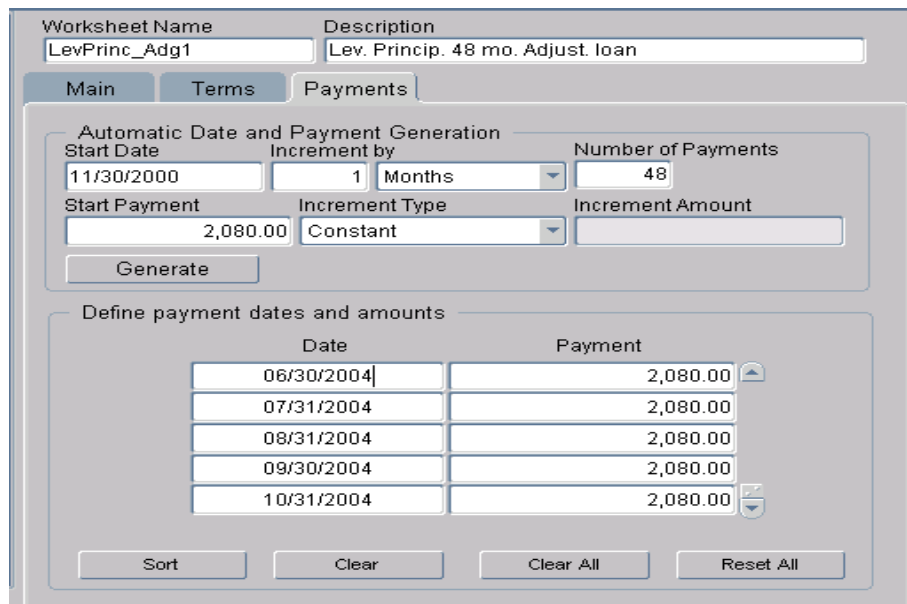 Worksheet Name Description
LevPrinc_Adg1 Lev. Princip. 48 mo. Adjust. loan
Main Terms Payments
Automatic Date and Payment Generation
Start Date Increment by Number of Payments
11/30/2000 1 Months 48
Start Payment Increment Type Increment Amount
2,080.00 Constant
Generate
Define payment dates and amounts
Date Payment
06/30/2004 2,080.00
07/31/2004 2,080.00
08/31/2004 2,080.00
09/30/2004 2,080.00
10/31/2004 2,080.00
Sort Clear Clear All Reset All